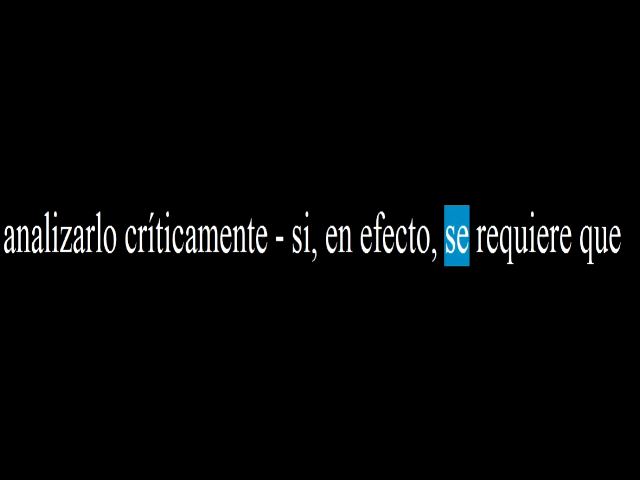 analizarlo críticamente - si, en efecto, se requiere que